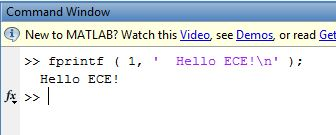 Command Window
New to MATLAB? Watch this Video, see Demos, or read Get
>> fprintf ( 1, '  Hello ECE!\n' );
  Hello ECE!
fx >>